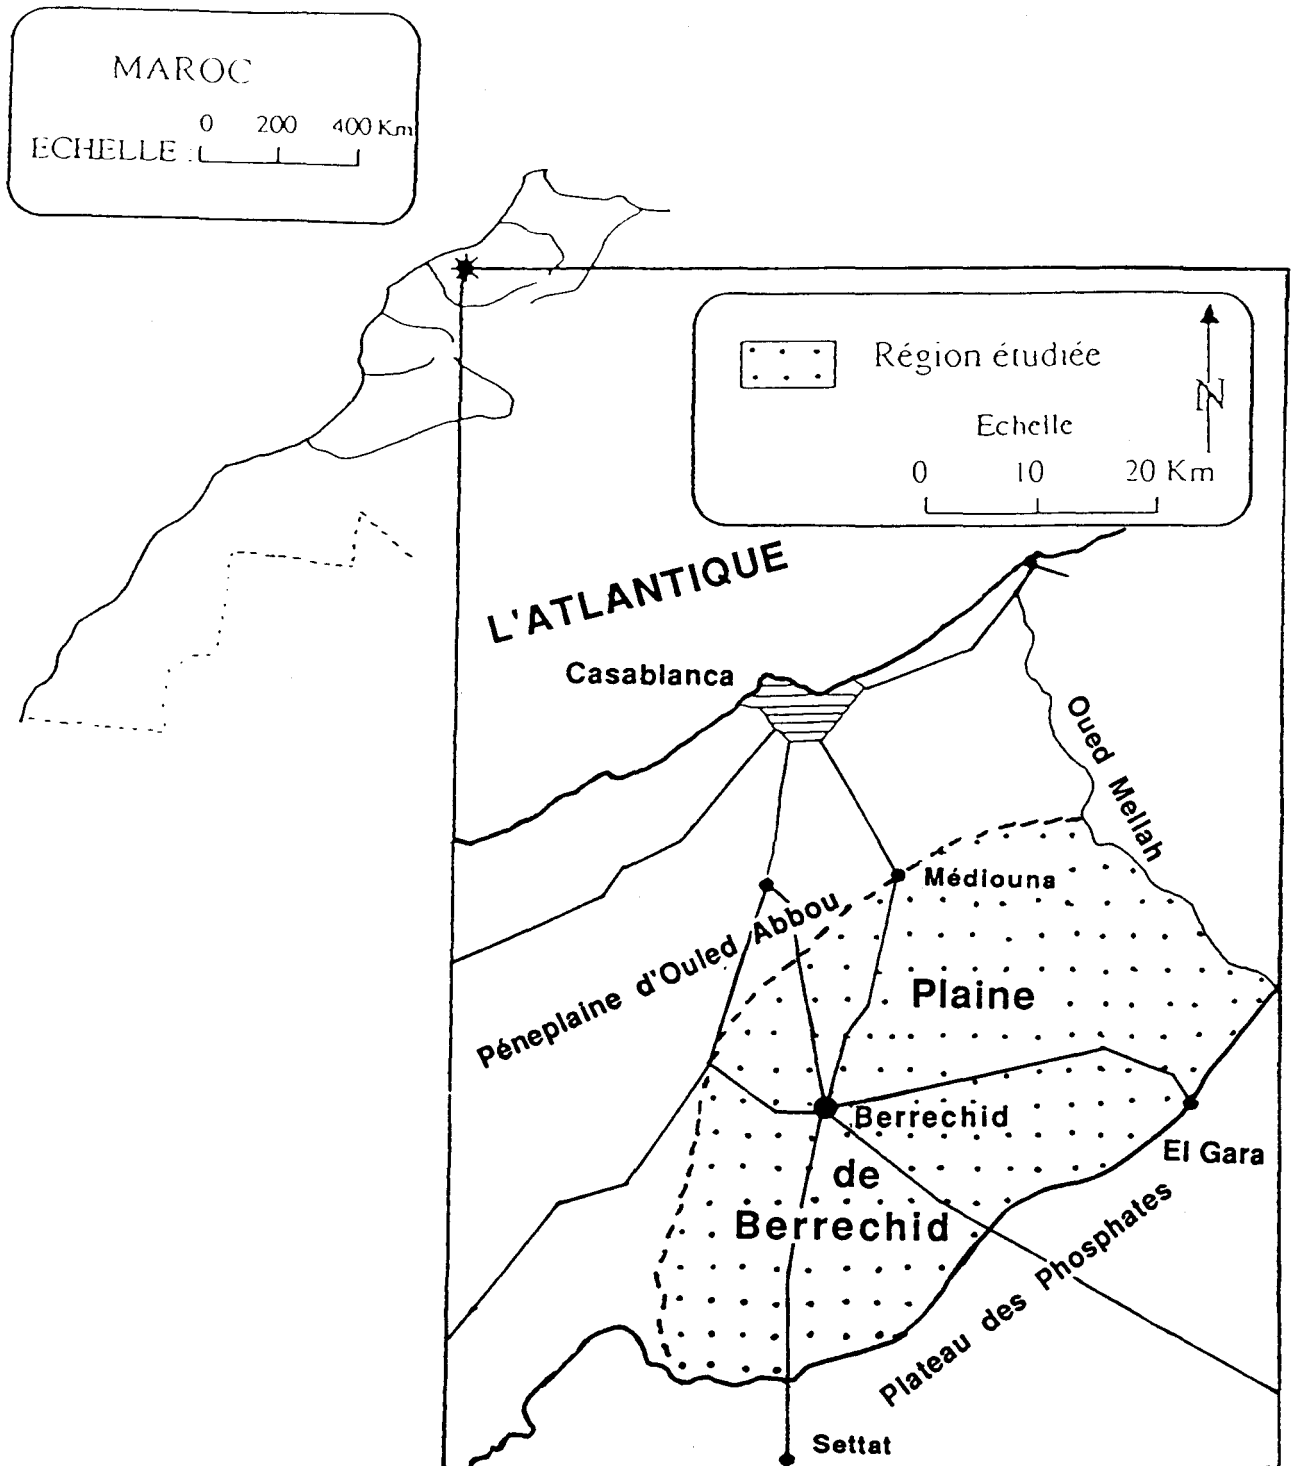 MAROC
0 200 400 Km
ECHELLE :
Région étudiée
N
Echelle
0 10 20 Km
L'ATLANTIQUE
Casablanca
Oued Mellah
Médiouna
Péneplaine d'Ouled Abbou
Plaine
Berrechid
El Gara
de
Berrechid
Plateau des Phosphates
Settat